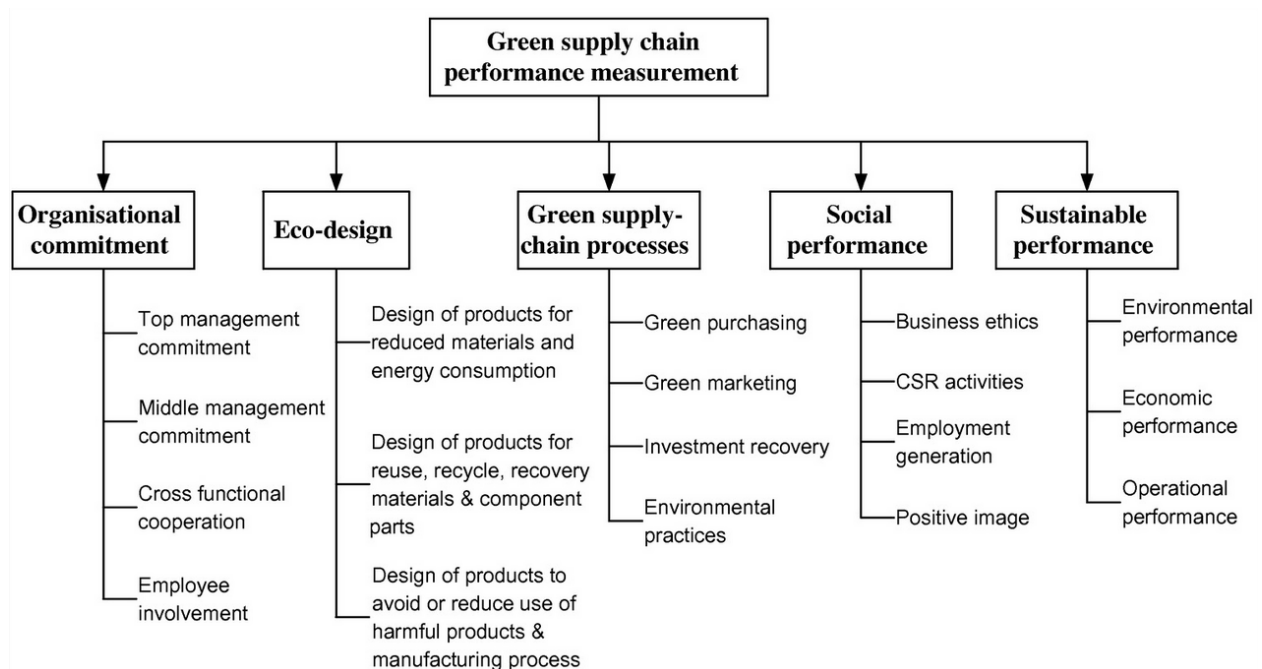 Green supply chain
performance measurement
Organisational
commitment
Top management
commitment
Middle management
commitment
Cross functional
cooperation
Employee
involvement
Eco-design
Design of products for
reduced materials and
energy consumption
Design of products for
reuse, recycle, recovery
materials & component
parts
Design of products to
avoid or reduce use of
harmful products &
manufacturing process
Green supply-
chain processes
Green purchasing
Green marketing
Investment recovery
Environmental
practices
Social
performance
Business ethics
CSR activities
Employment
generation
Positive image
Sustainable
performance
Environmental
performance
Economic
performance
Operational
performance